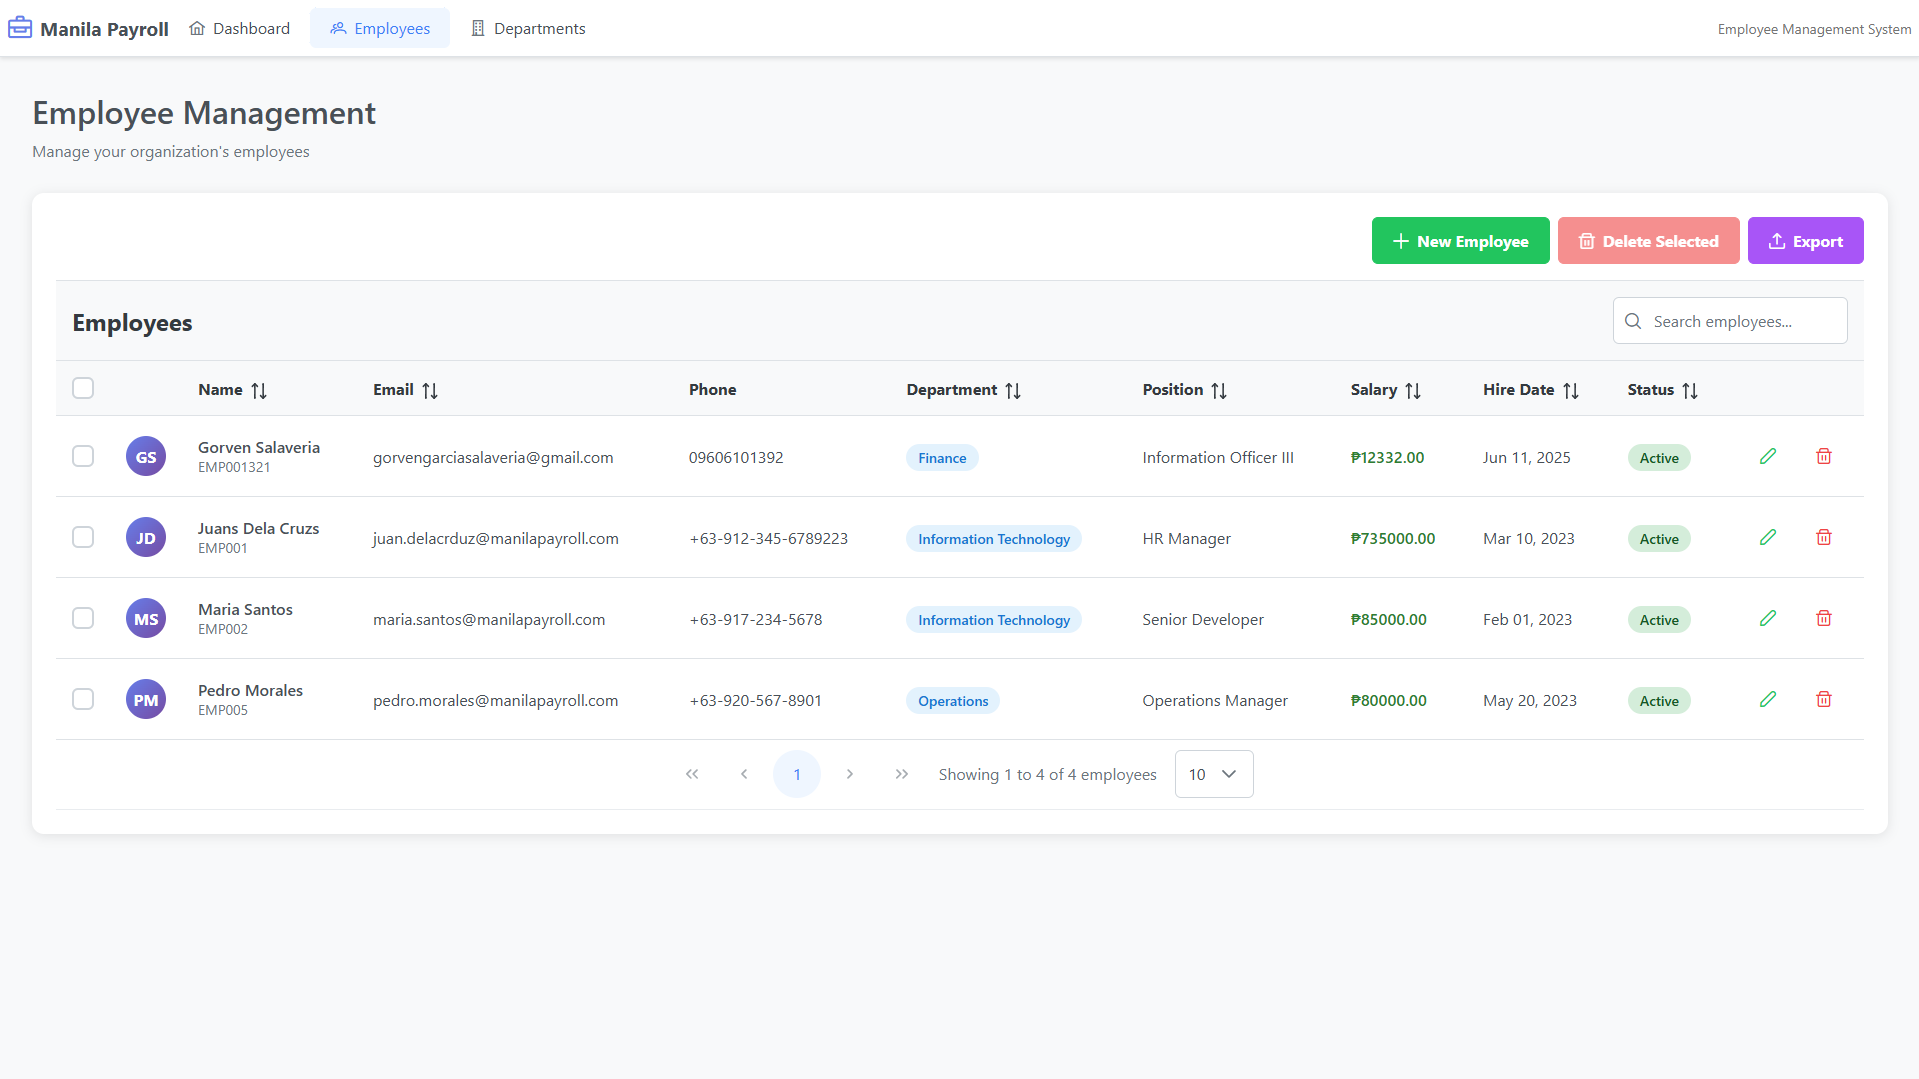 Manila Payroll Dashboard Employees Departments Employee Management System
Employee Management
Manage your organization's employees
New Employee Delete Selected Export
Employees Search employees...
Name Email Phone Department Position Salary Hire Date Status
GS Gorven Salaveria EMP001321 gorvengarciasalaveria@gmail.com 09606101392 Finance Information Officer III ₱12332.00 Jun 11, 2025 Active
JD Juans Dela Cruzs EMP001 juan.delacrduz@manilapayroll.com +63-912-345-6789223 Information Technology HR Manager ₱735000.00 Mar 10, 2023 Active
MS Maria Santos EMP002 maria.santos@manilapayroll.com +63-917-234-5678 Information Technology Senior Developer ₱85000.00 Feb 01, 2023 Active
PM Pedro Morales EMP005 pedro.morales@manilapayroll.com +63-920-567-8901 Operations Operations Manager ₱80000.00 May 20, 2023 Active
1 Showing 1 to 4 of 4 employees 10